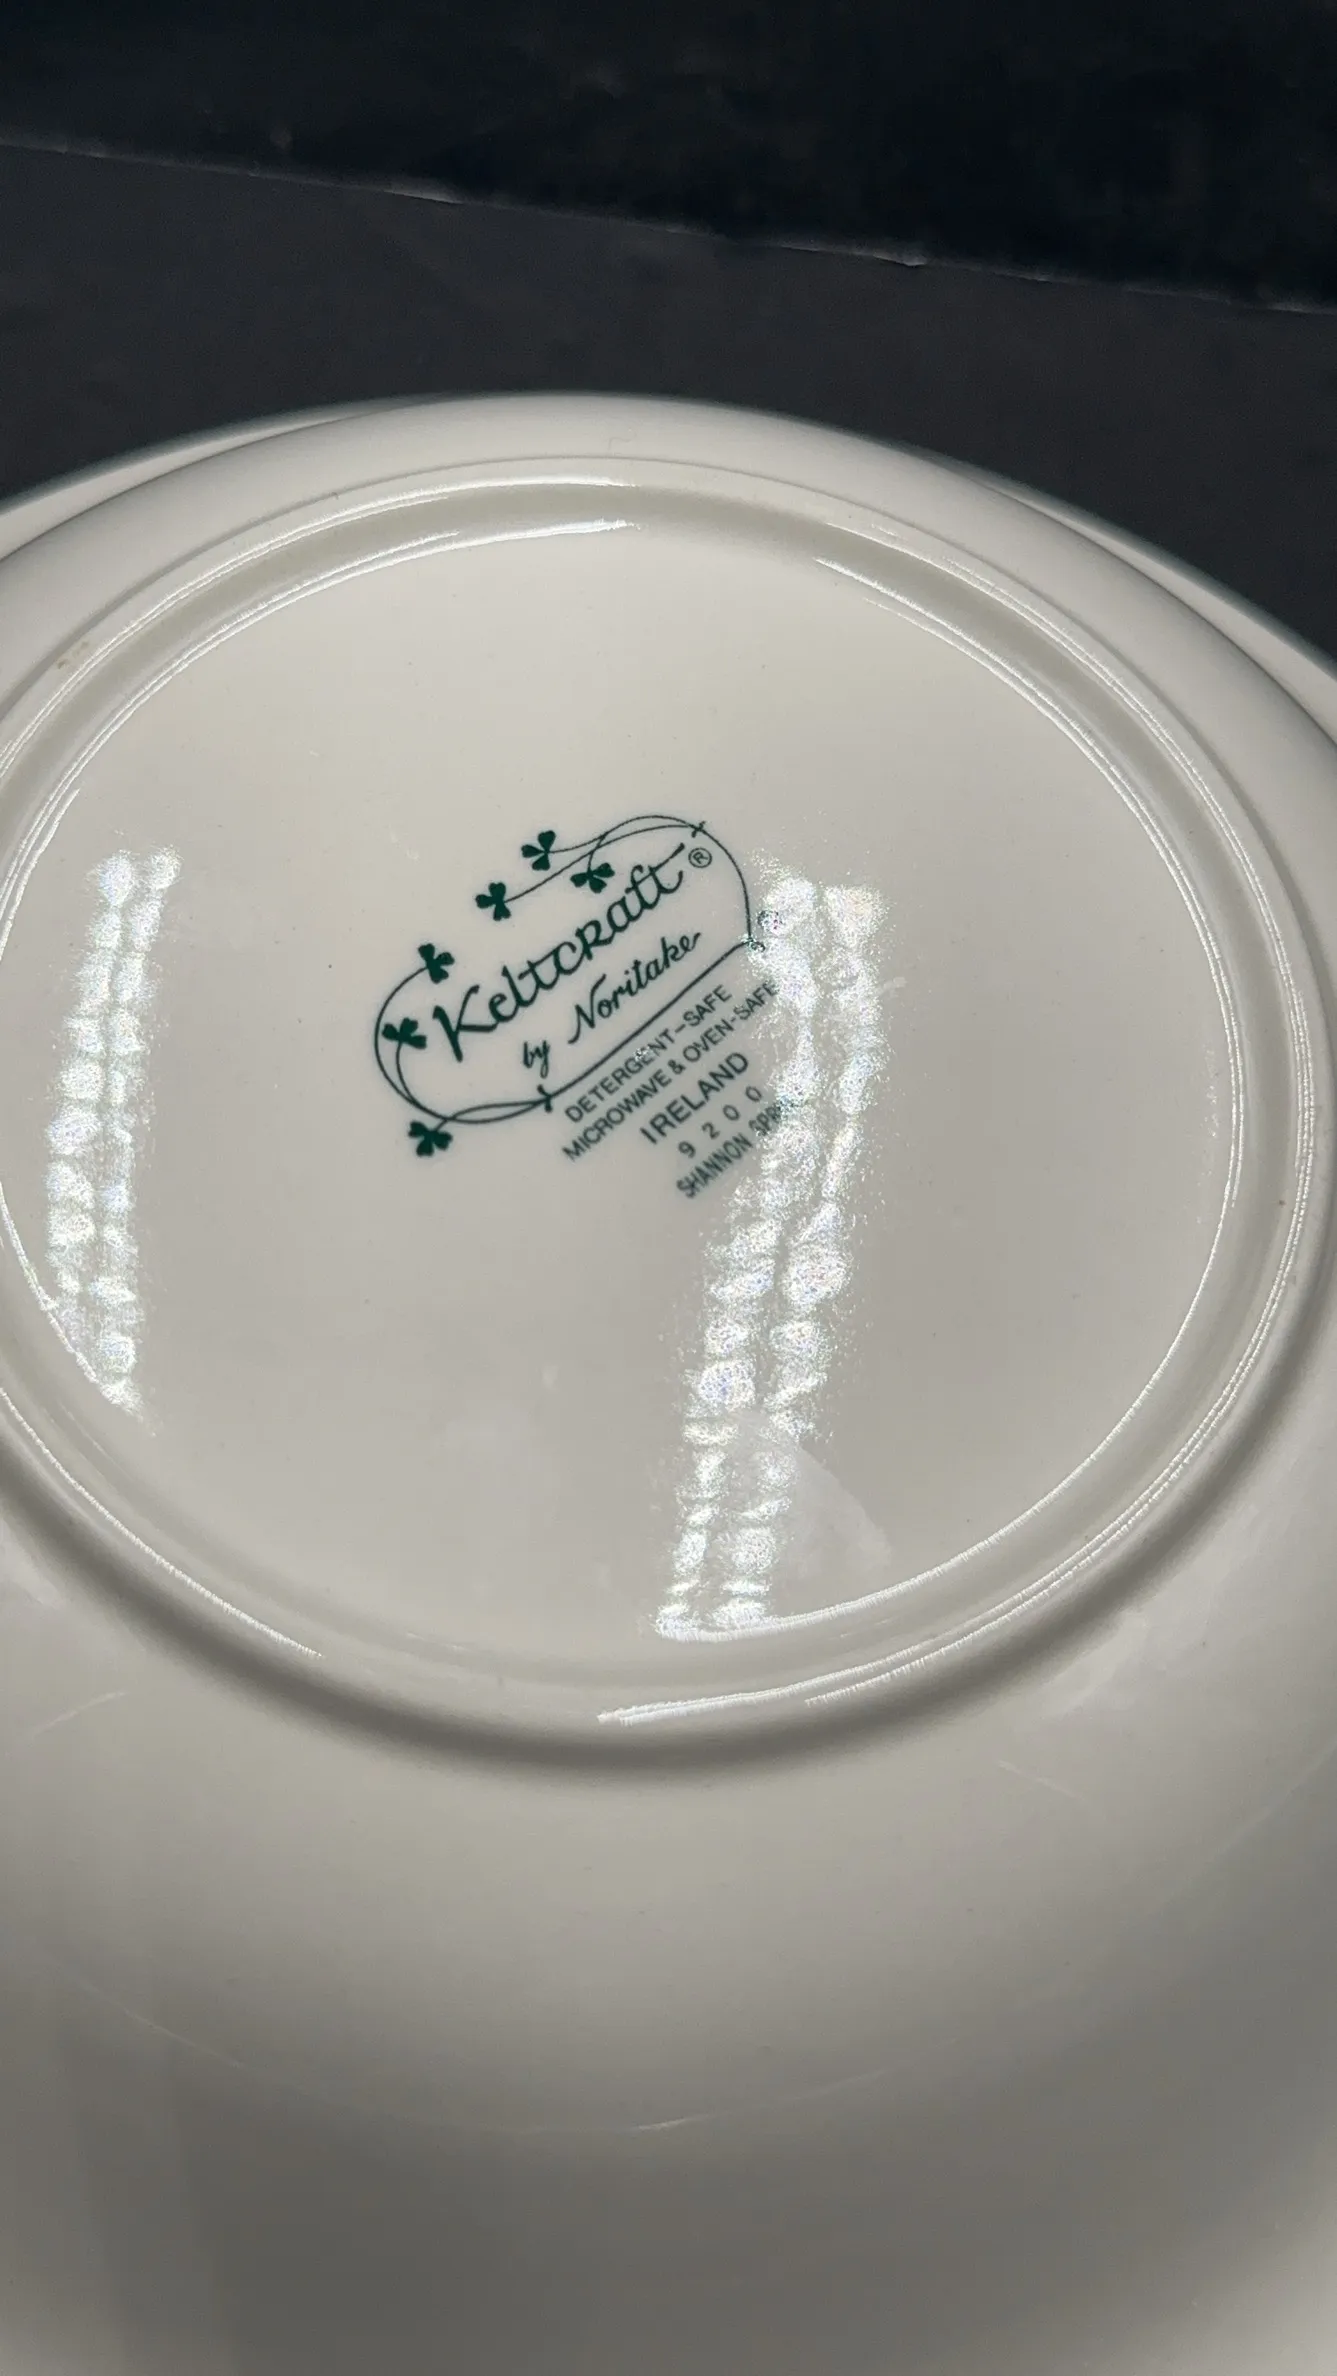 Keltcraft®
by Noritake
DETERGENT-SAFE
MICROWAVE & OVEN-SAFE
IRELAND
9200
SHANNON